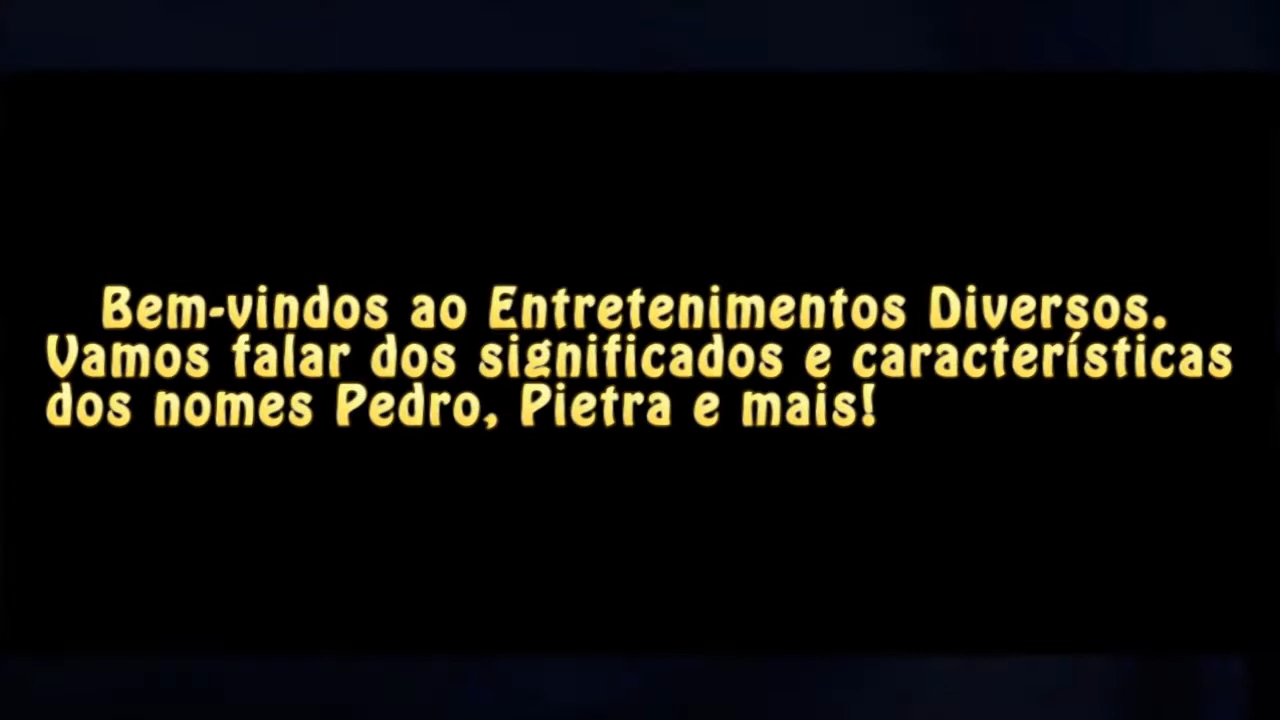 Bem-vindos ao Entretenimentos Diversos.
Vamos falar dos significados e características
dos nomes Pedro, Pietra e mais!